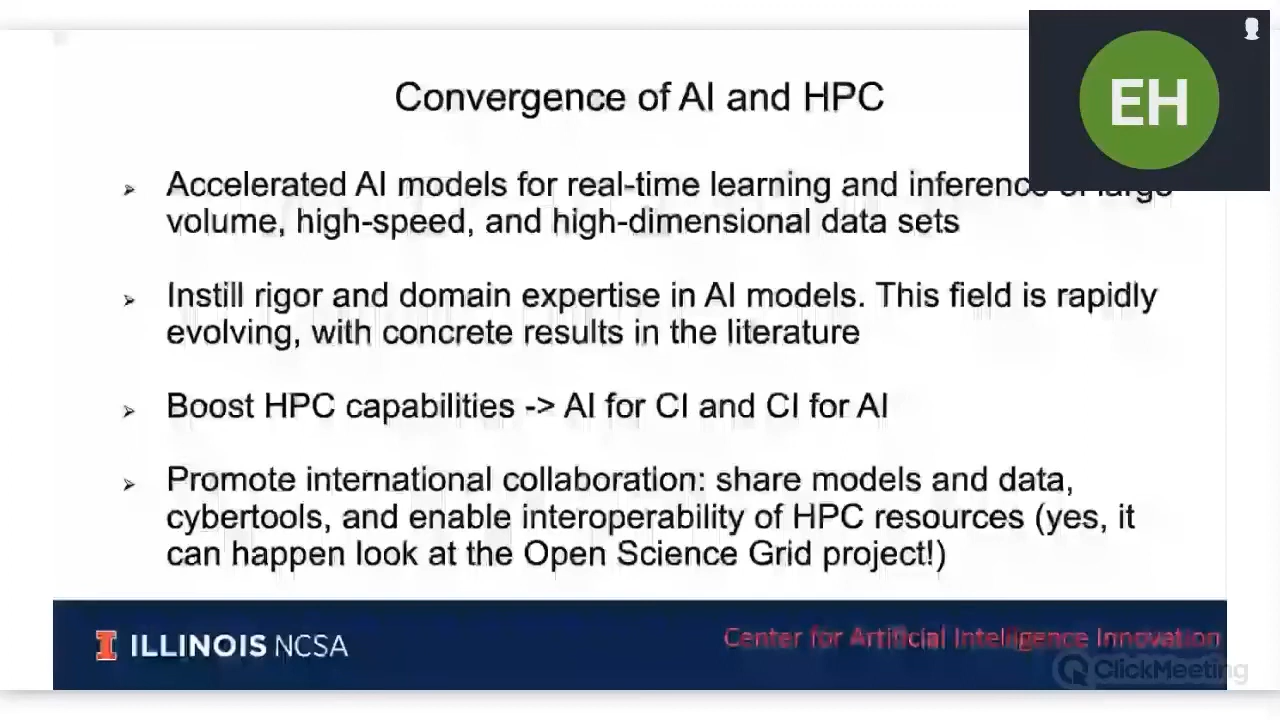 EH
Convergence of AI and HPC
Accelerated AI models for real-time learning and inference of large
volume, high-speed, and high-dimensional data sets
Instill rigor and domain expertise in AI models. This field is rapidly
evolving, with concrete results in the literature
Boost HPC capabilities -> AI for CI and CI for AI
Promote international collaboration: share models and data,
cybertools, and enable interoperability of HPC resources (yes, it
can happen look at the Open Science Grid project!)
I ILLINOIS NCSA
Center for Artificial Intelligence Innovation
ClickMeeting